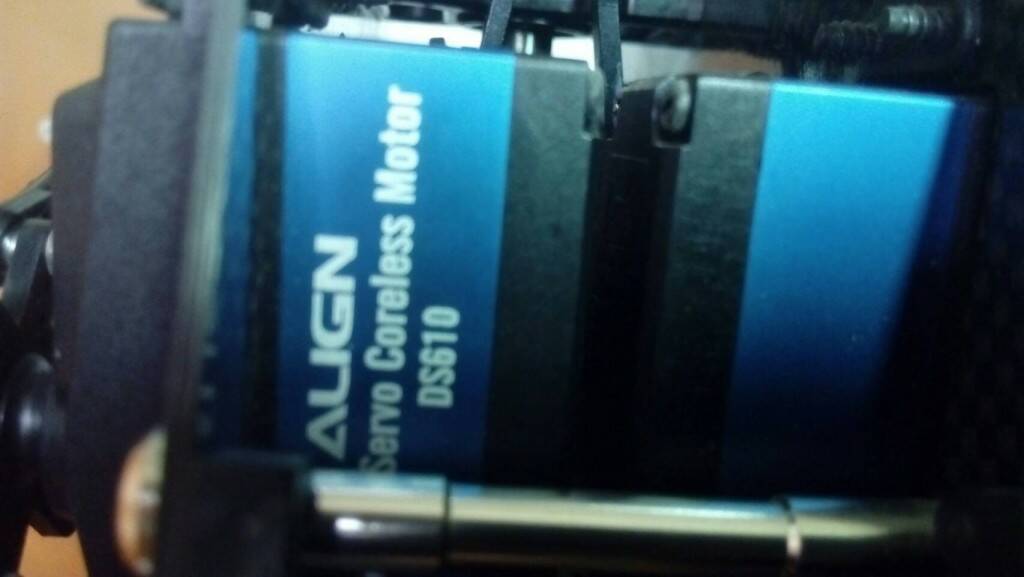 ALIGN
Servo Coreless Motor
DS610